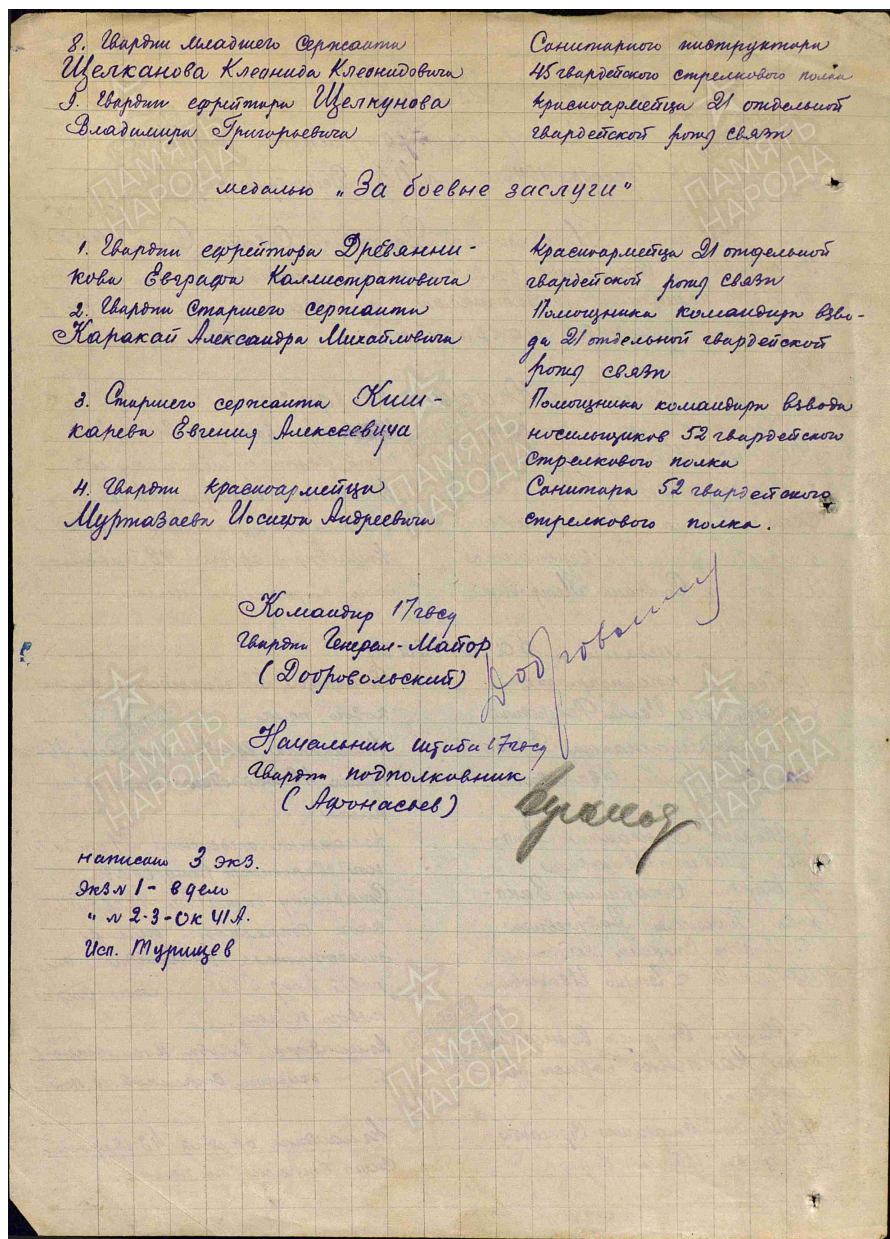 8. Гвардии младшего сержанта
Щелканова Клеонида Клеонидовича
Санитарного инструктора
45 гвардейского стрелкового полка
9. Гвардии ефрейтора Щелкунова
Владимира Григорьевича
Красноармейца 21 отдельной
гвардейской роты связи
медалью „За боевые заслуги"
1. Гвардии ефрейтора Древянни-
кова Евграфа Каллистратовича
Красноармейца 21 отдельной
гвардейской роты связи
2. Гвардии старшего сержанта
Каракай Александра Михайловича
Помощника командира взво-
да 21 отдельной гвардейской
роты связи
3. Старшего сержанта Киш-
карева Евгения Алексеевича
Помощника командира взвода
носильщиков 52 гвардейского
стрелкового полка
4. Гвардии красноармейца
Муртазаева Иосифа Андреевича
Санитара 52 гвардейского
стрелкового полка.
Командир 17 гвсд
Гвардии Генерал-Майор
(Добровольский)
Начальник штаба 17 гвсд
Гвардии подполковник
(Афонасьев)
написано 3 экз.
Экз № 1 - в дело
" № 2-3 - ОК 41А.
Исп. Турищев
ПАМЯТЬ
НАРОДА